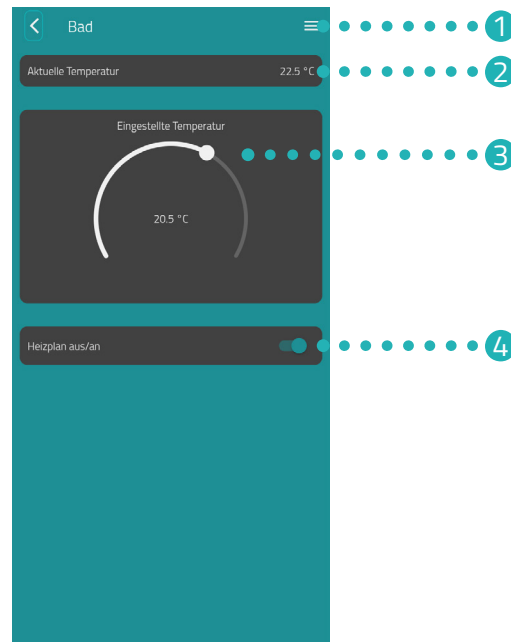 Bad
1
Aktuelle Temperatur 22.5 °C
2
Eingestellte Temperatur
3
20.5 °C
Heizplan aus/an
4